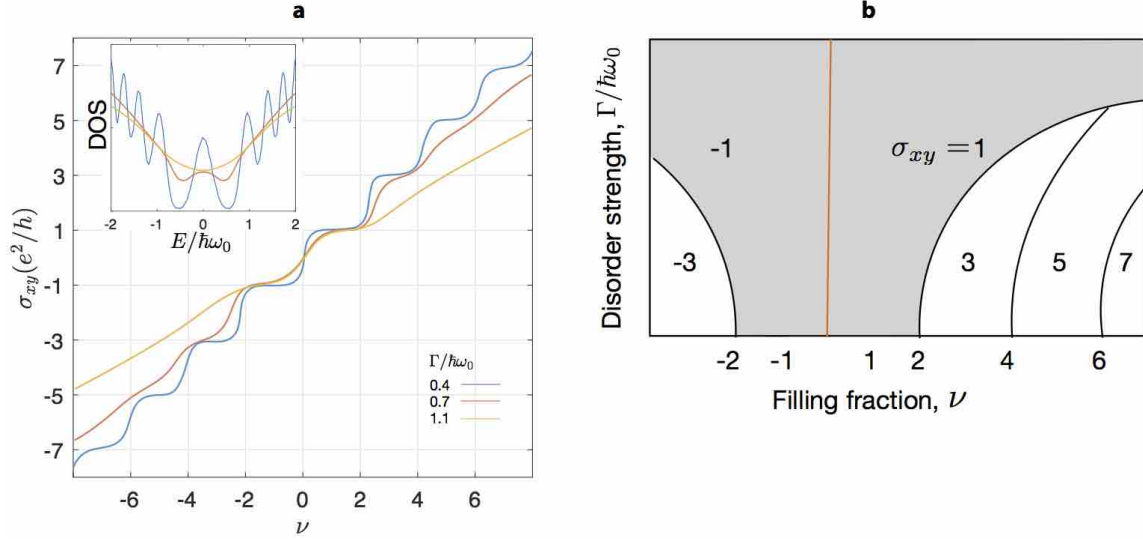 a
7
5
3
1
-1
-3
-5
-7
σxy(e²/h)
-6 -4 -2 0 2 4 6
ν
DOS
-2 -1 0 1 2
E/ħω₀
Γ/ħω₀
0.4
0.7
1.1
b
Disorder strength, Γ/ħω₀
-1 σxy = 1
-3 3 5 7
-2 -1 1 2 4 6
Filling fraction, ν